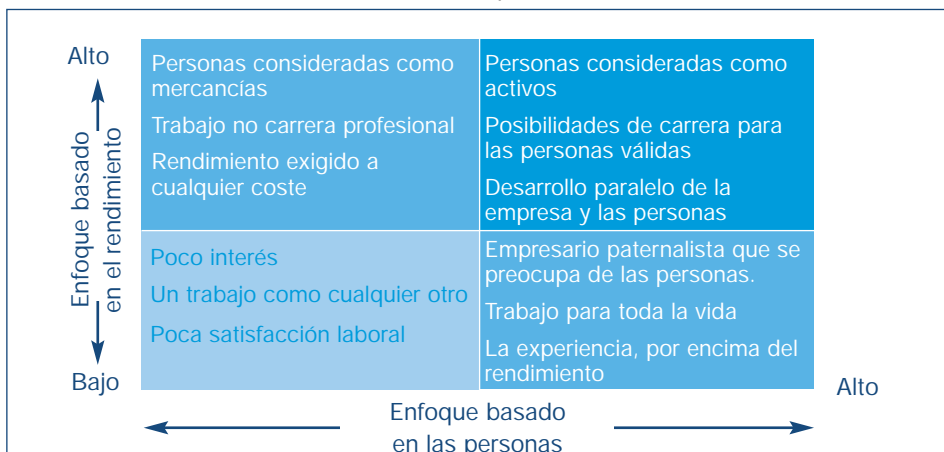 Alto
Enfoque basado
en el rendimiento
Bajo
Personas consideradas como
mercancías
Trabajo no carrera profesional
Rendimiento exigido a
cualquier coste
Personas consideradas como
activos
Posibilidades de carrera para
las personas válidas
Desarrollo paralelo de la
empresa y las personas
Poco interés
Un trabajo como cualquier otro
Poca satisfacción laboral
Empresario paternalista que se
preocupa de las personas.
Trabajo para toda la vida
La experiencia, por encima del
rendimiento
Alto
Enfoque basado
en las personas